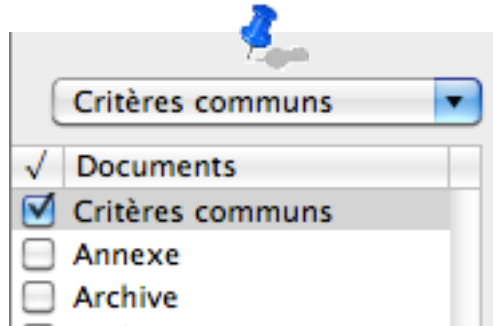 Critères communs
√ Documents
Critères communs
Annexe
Archive